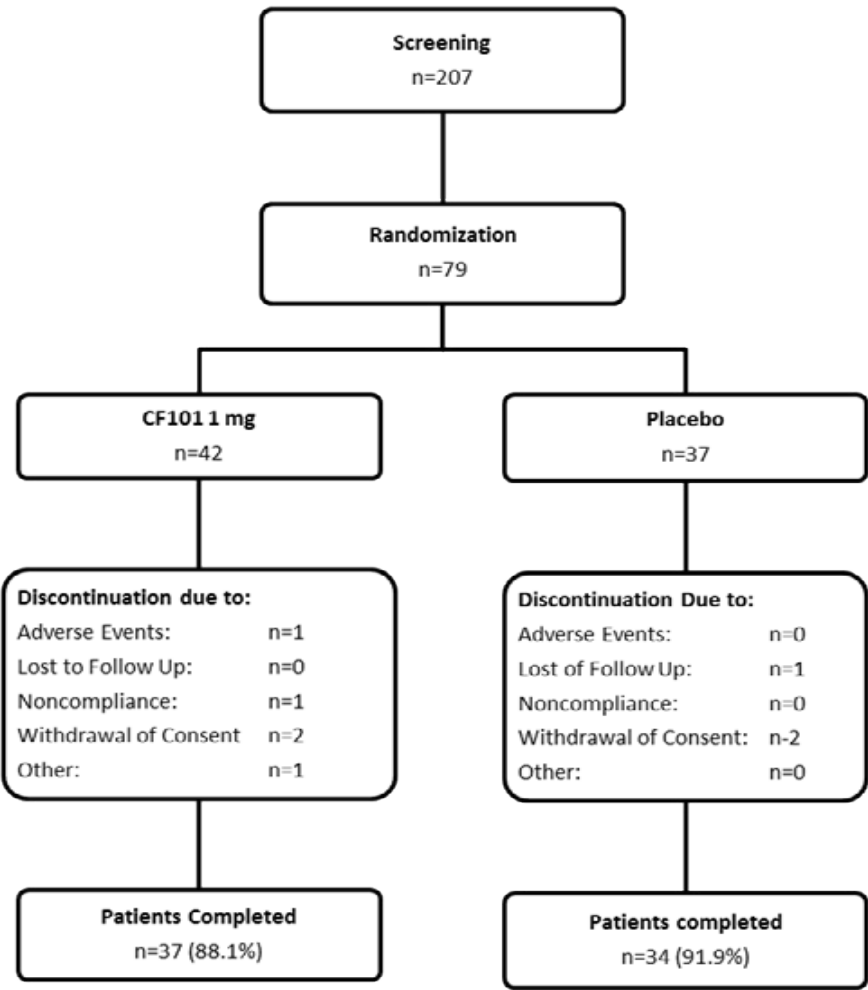 Screening
n=207
Randomization
n=79
CF101 1 mg
n=42
Placebo
n=37
Discontinuation due to:
Adverse Events: n=1
Lost to Follow Up: n=0
Noncompliance: n=1
Withdrawal of Consent n=2
Other: n=1
Discontinuation Due to:
Adverse Events: n=0
Lost of Follow Up: n=1
Noncompliance: n=0
Withdrawal of Consent: n-2
Other: n=0
Patients Completed
n=37 (88.1%)
Patients completed
n=34 (91.9%)